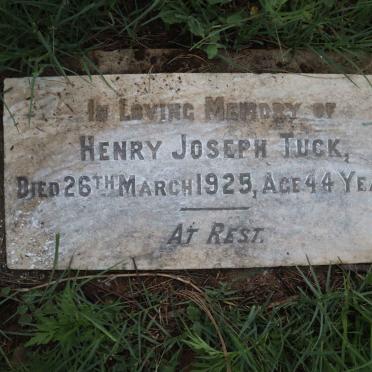 In Loving Memory of
Henry Joseph Tuck,
Died 26th March 1925, Age 44 Yea
At Rest.